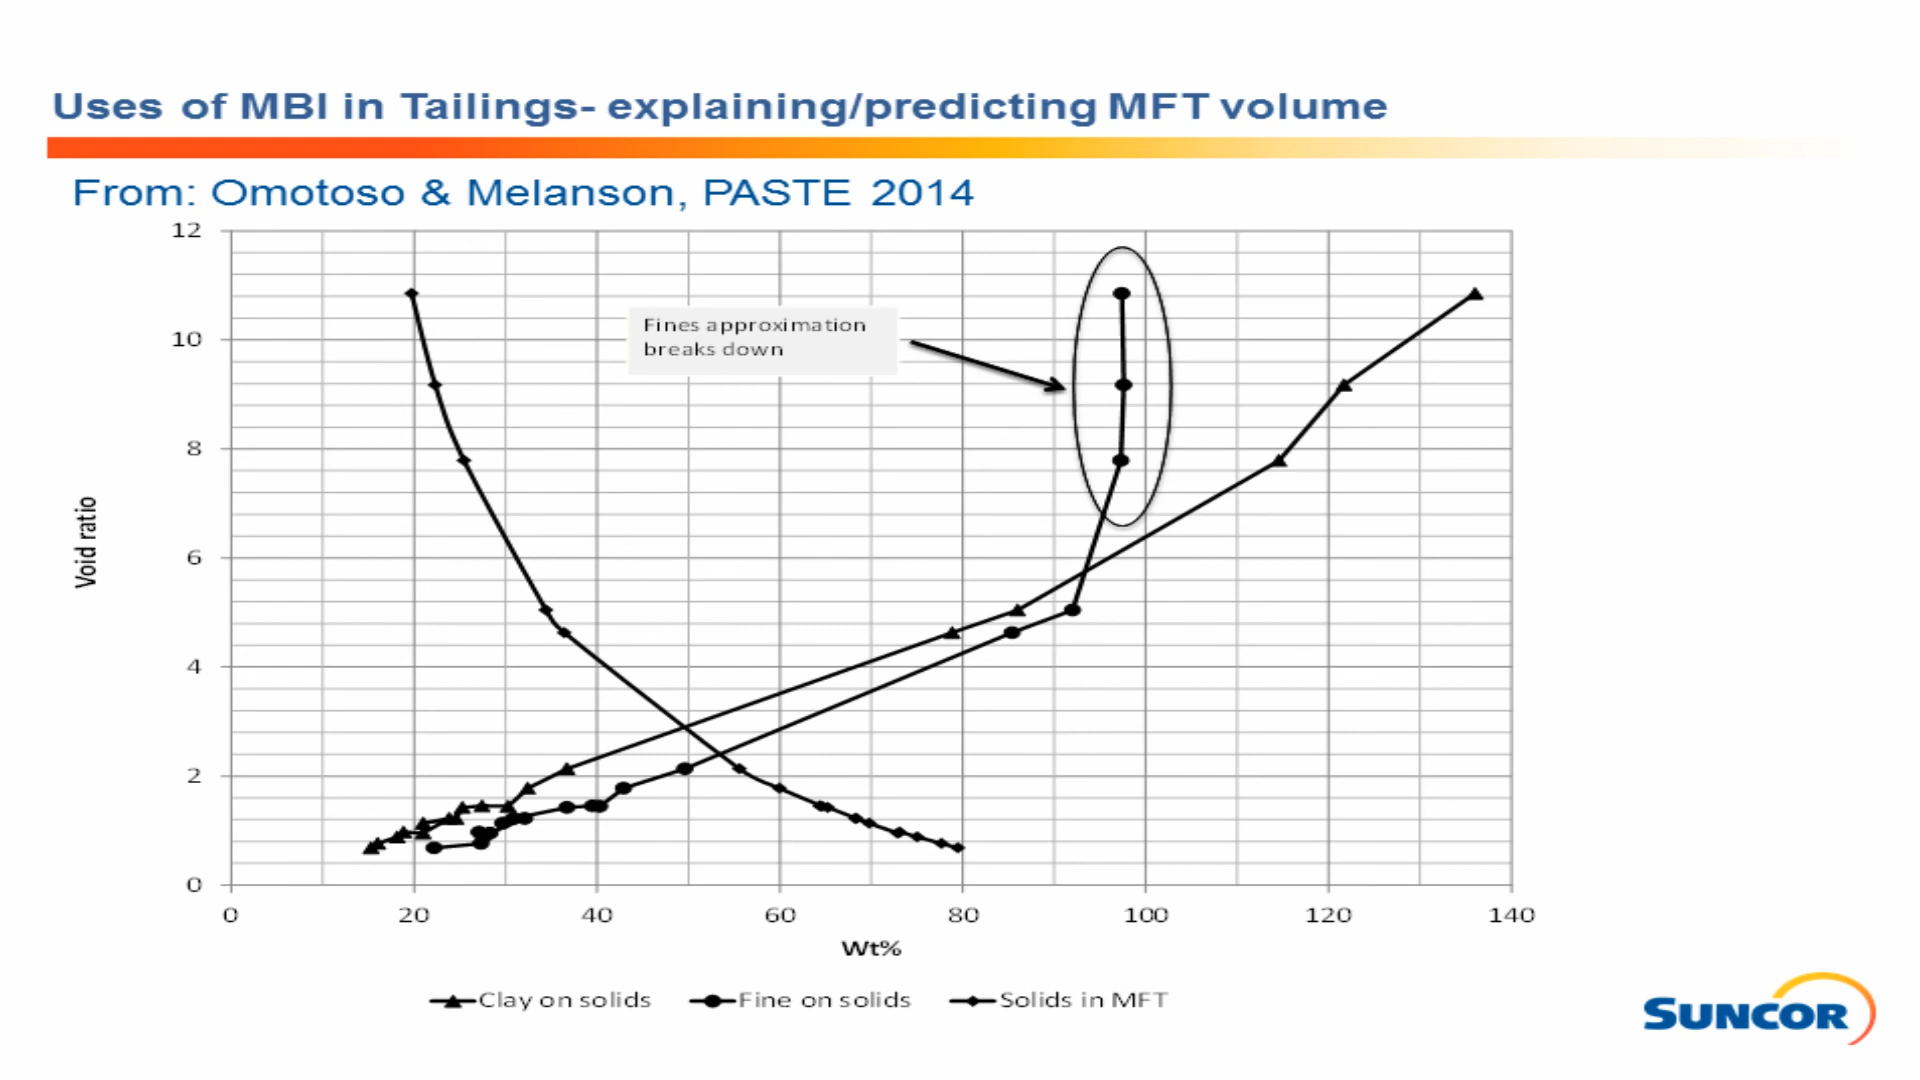 Uses of MBI in Tailings- explaining/predicting MFT volume
From: Omotoso & Melanson, PASTE 2014
12
10
8
6
4
2
0
Void ratio
Fines approximation
breaks down
0 20 40 60 80 100 120 140
Wt%
Clay on solids Fine on solids Solids in MFT
SUNCOR